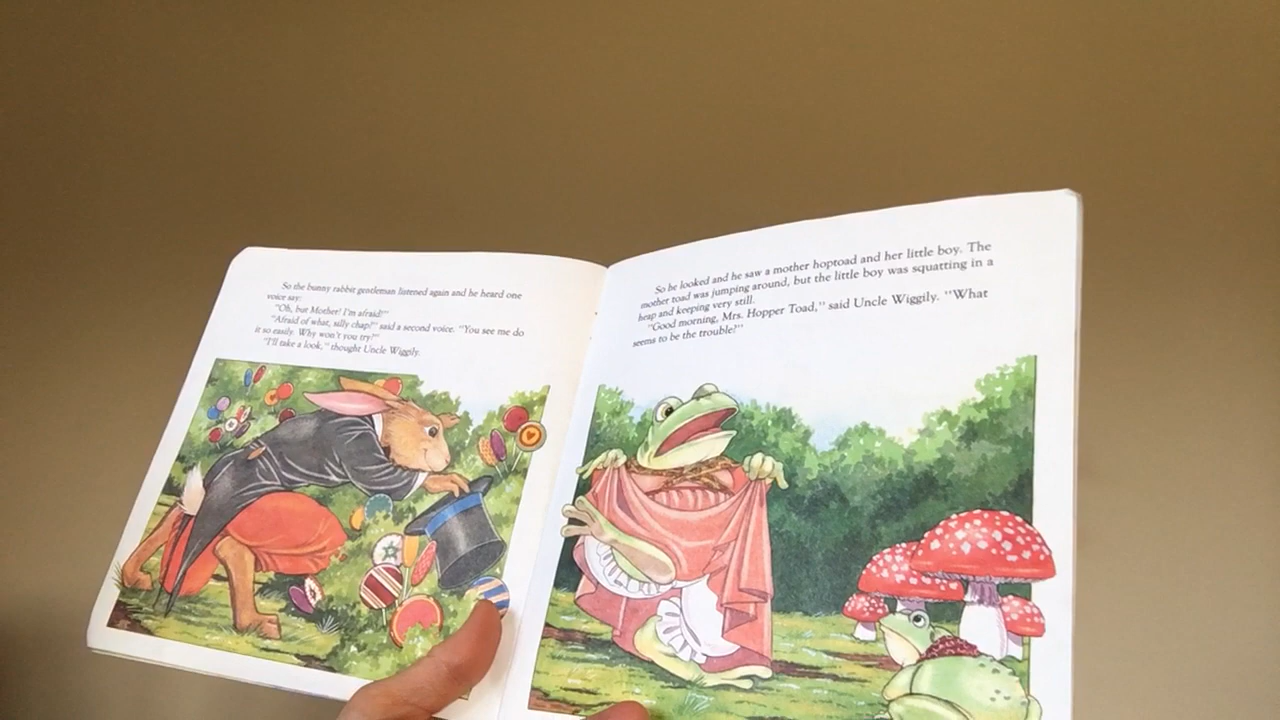 So the bunny rabbit gentleman listened again and he heard one
voice say:
"Oh, but Mother! I'm afraid!"
"Afraid of what, silly chap?" said a second voice. "You see me do
it so easily. Why won't you try?"
"I'll take a look," thought Uncle Wiggily.
So he looked and he saw a mother hoptoad and her little boy. The
mother toad was jumping around, but the little boy was squatting in a
heap and keeping very still.
"Good morning, Mrs. Hopper Toad," said Uncle Wiggily. "What
seems to be the trouble?"